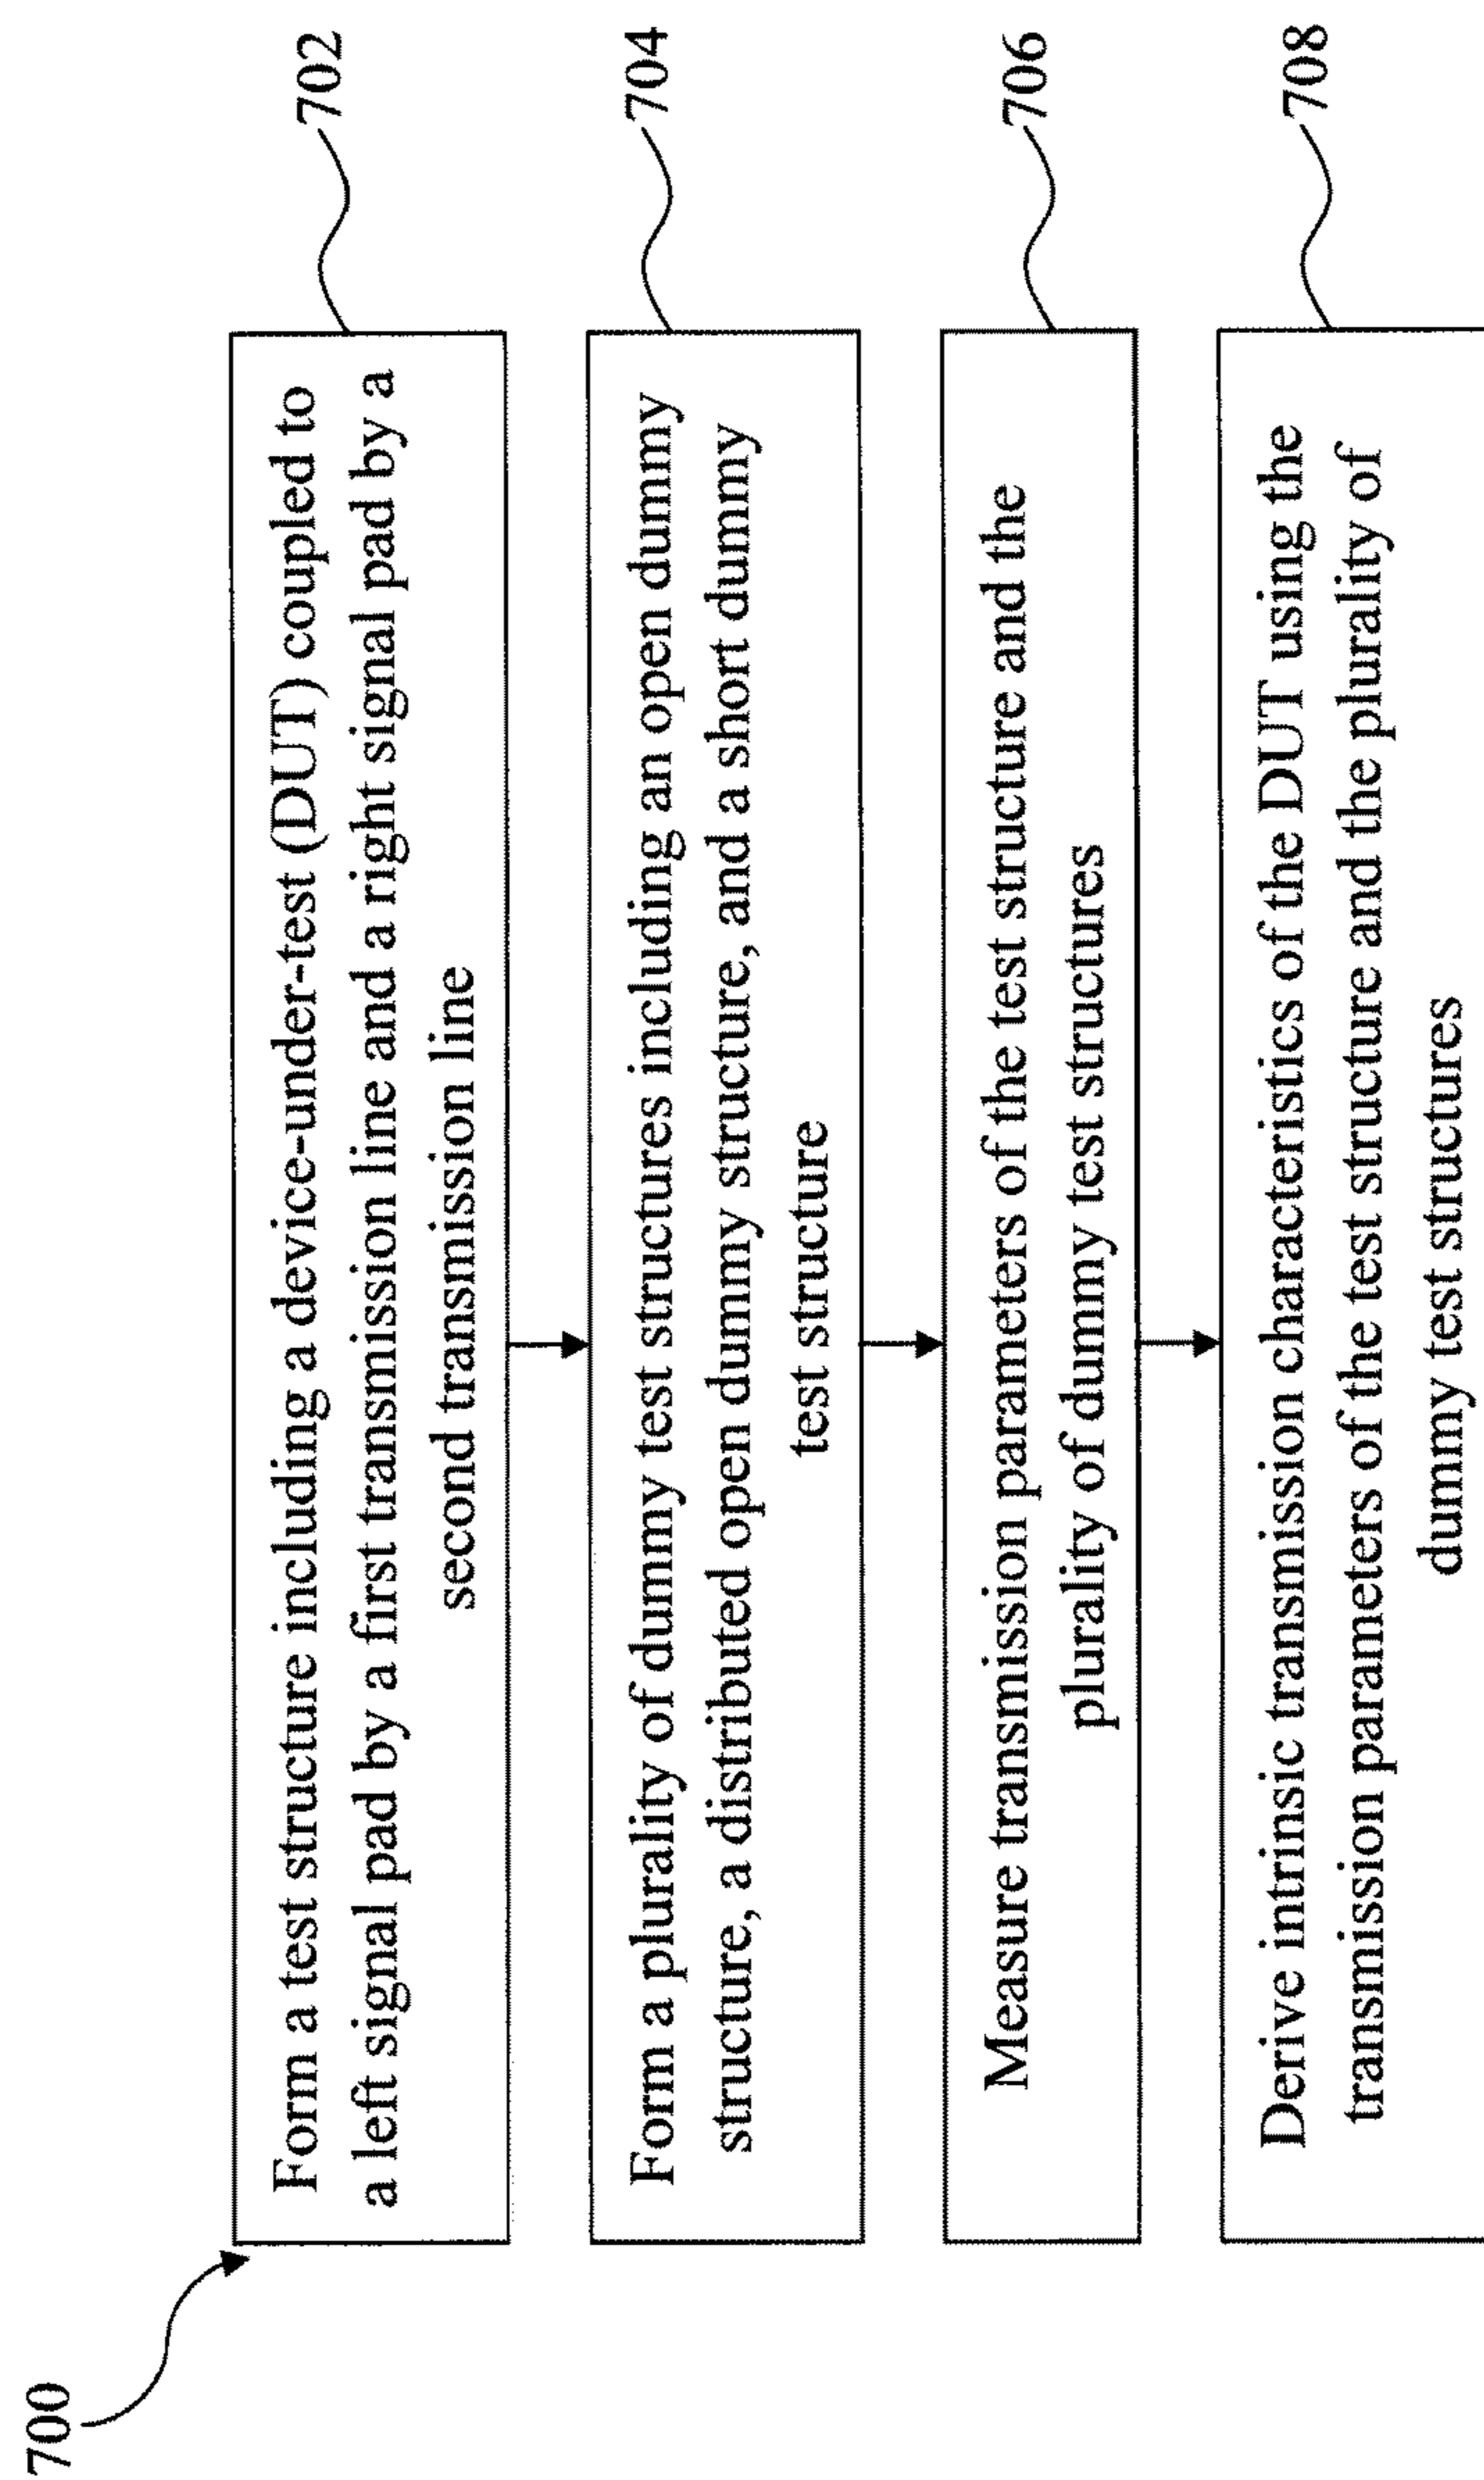 700
Form a test structure including a device-under-test (DUT) coupled to
a left signal pad by a first transmission line and a right signal pad by a
second transmission line
702
Form a plurality of dummy test structures including an open dummy
structure, a distributed open dummy structure, and a short dummy
test structure
704
Measure transmission parameters of the test structure and the
plurality of dummy test structures
706
Derive intrinsic transmission characteristics of the DUT using the
transmission parameters of the test structure and the plurality of
dummy test structures
708